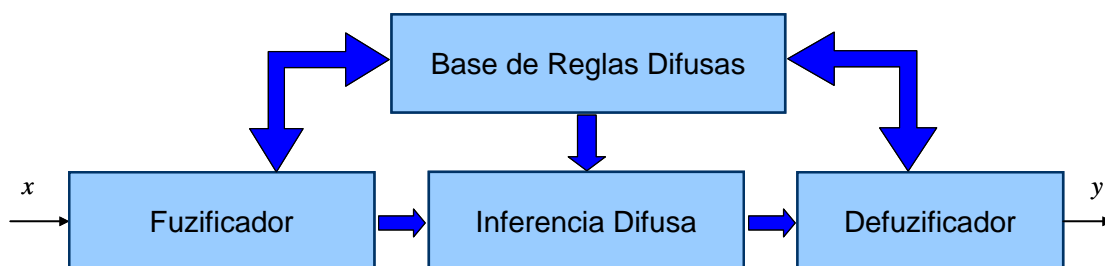 Base de Reglas Difusas
x
y
Fuzificador
Inferencia Difusa
Defuzificador